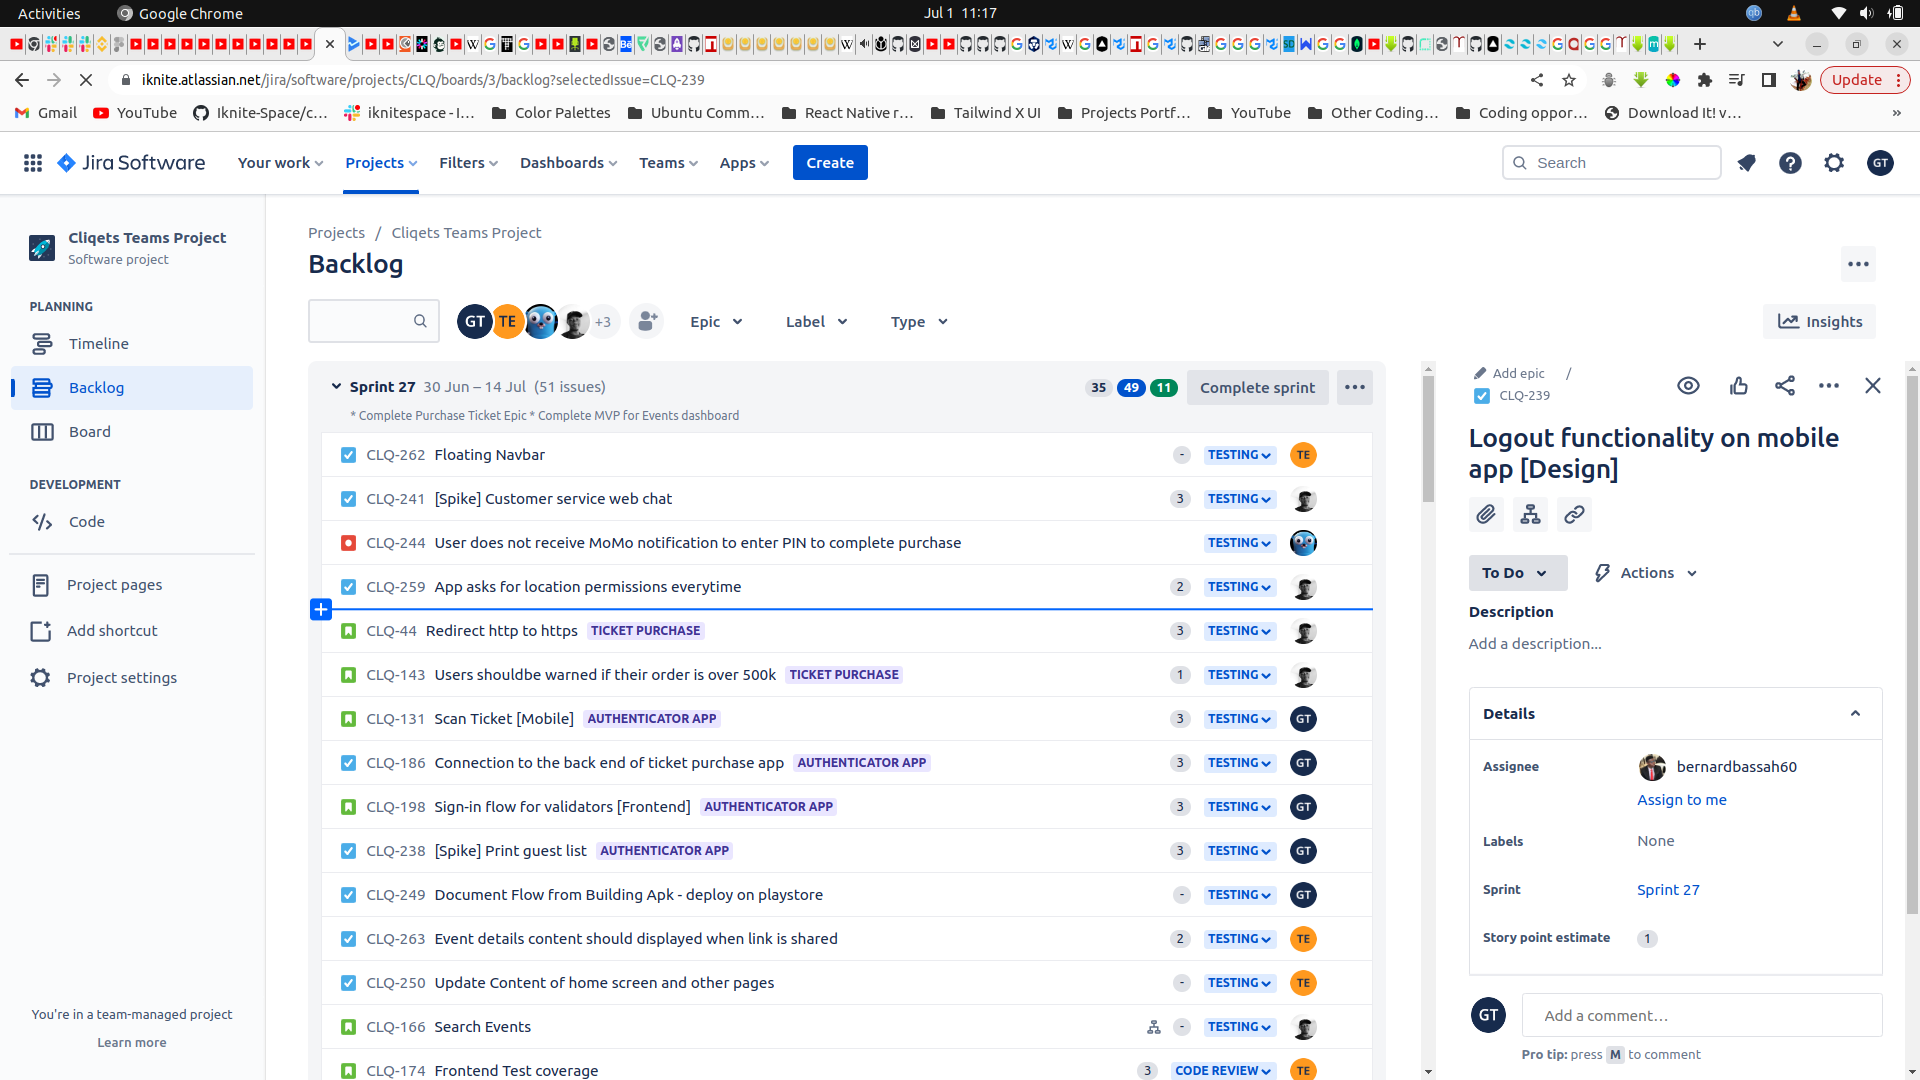 Activities
Google Chrome
Jul 1 11:17
iknite.atlassian.net/jira/software/projects/CLQ/boards/3/backlog?selectedIssue=CLQ-239
Update
Gmail
YouTube
Iknite-Space/c…
iknitespace - I…
Color Palettes
Ubuntu Comm…
React Native r…
Tailwind X UI
Projects Portf…
YouTube
Other Coding…
Coding oppor…
Download It! v…
»
Jira Software
Your work
Projects
Filters
Dashboards
Teams
Apps
Create
Search
GT
Cliqets Teams Project
Software project
PLANNING
Timeline
Backlog
Board
DEVELOPMENT
Code
Project pages
Add shortcut
Project settings
You're in a team-managed project
Learn more
Projects / Cliqets Teams Project
Backlog
GT TE +3
Epic
Label
Type
Insights
Sprint 27 30 Jun – 14 Jul (51 issues)
35 49 11
Complete sprint
* Complete Purchase Ticket Epic * Complete MVP for Events dashboard
CLQ-262 Floating Navbar - TESTING TE
CLQ-241 [Spike] Customer service web chat 3 TESTING
CLQ-244 User does not receive MoMo notification to enter PIN to complete purchase TESTING
CLQ-259 App asks for location permissions everytime 2 TESTING
CLQ-44 Redirect http to https TICKET PURCHASE 3 TESTING
CLQ-143 Users shouldbe warned if their order is over 500k TICKET PURCHASE 1 TESTING
CLQ-131 Scan Ticket [Mobile] AUTHENTICATOR APP 3 TESTING GT
CLQ-186 Connection to the back end of ticket purchase app AUTHENTICATOR APP 3 TESTING GT
CLQ-198 Sign-in flow for validators [Frontend] AUTHENTICATOR APP 3 TESTING GT
CLQ-238 [Spike] Print guest list AUTHENTICATOR APP 3 TESTING GT
CLQ-249 Document Flow from Building Apk - deploy on playstore - TESTING GT
CLQ-263 Event details content should displayed when link is shared 2 TESTING TE
CLQ-250 Update Content of home screen and other pages - TESTING TE
CLQ-166 Search Events - TESTING
CLQ-174 Frontend Test coverage 3 CODE REVIEW TE
Add epic /
CLQ-239
Logout functionality on mobile
app [Design]
To Do
Actions
Description
Add a description...
Details
Assignee
bernardbassah60
Assign to me
Labels
None
Sprint
Sprint 27
Story point estimate
1
GT
Add a comment…
Pro tip: press M to comment